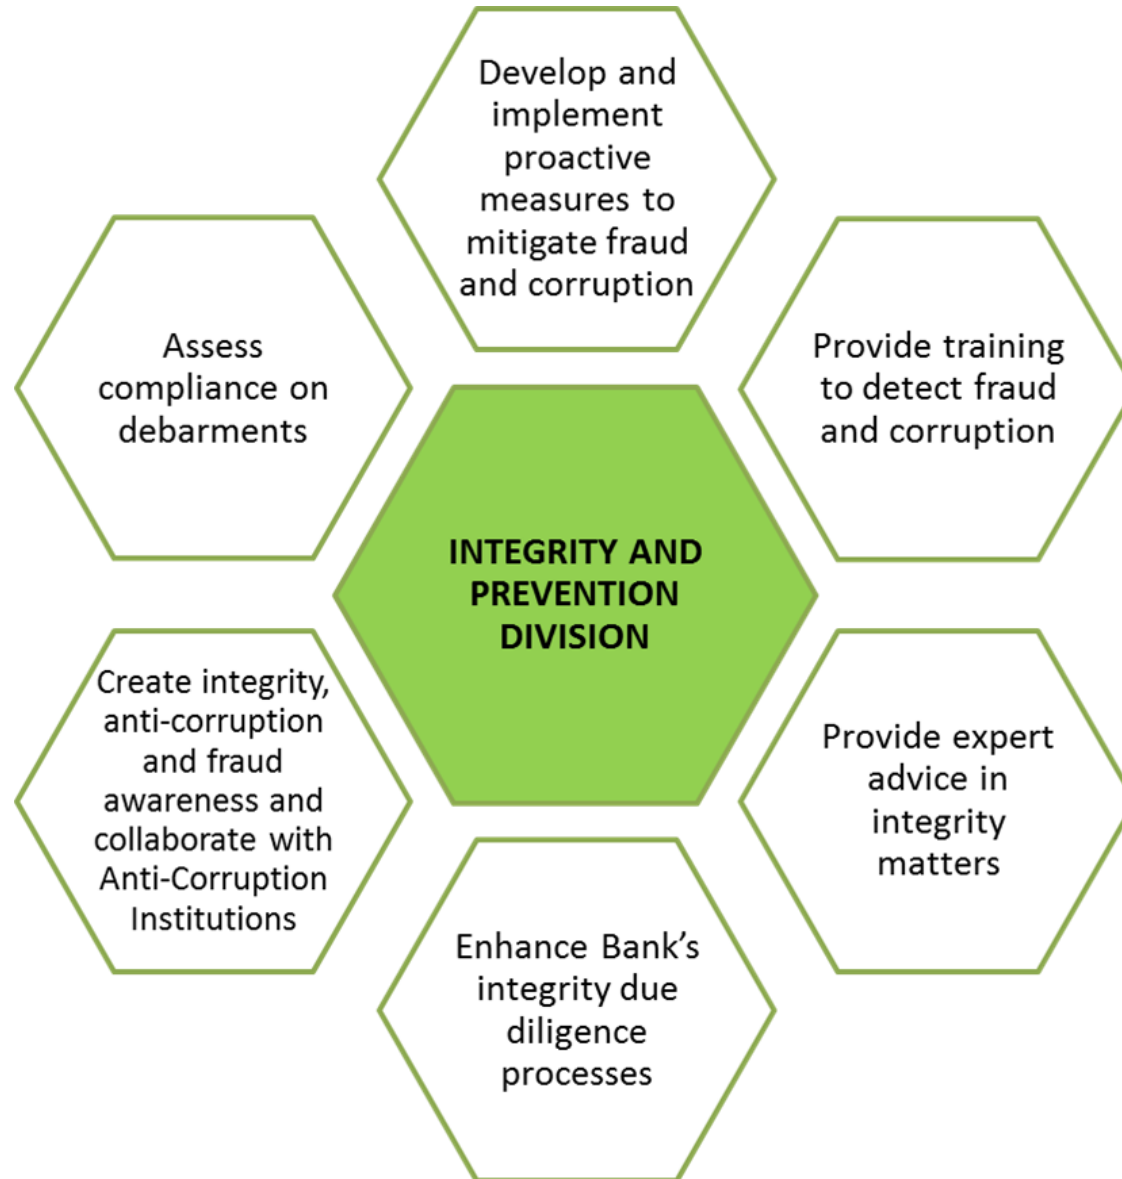 Develop and
implement
proactive
measures to
mitigate fraud
and corruption
Provide training
to detect fraud
and corruption
Provide expert
advice in
integrity
matters
Enhance Bank’s
integrity due
diligence
processes
Create integrity,
anti-corruption
and fraud
awareness and
collaborate with
Anti-Corruption
Institutions
Assess
compliance on
debarments
INTEGRITY AND
PREVENTION
DIVISION